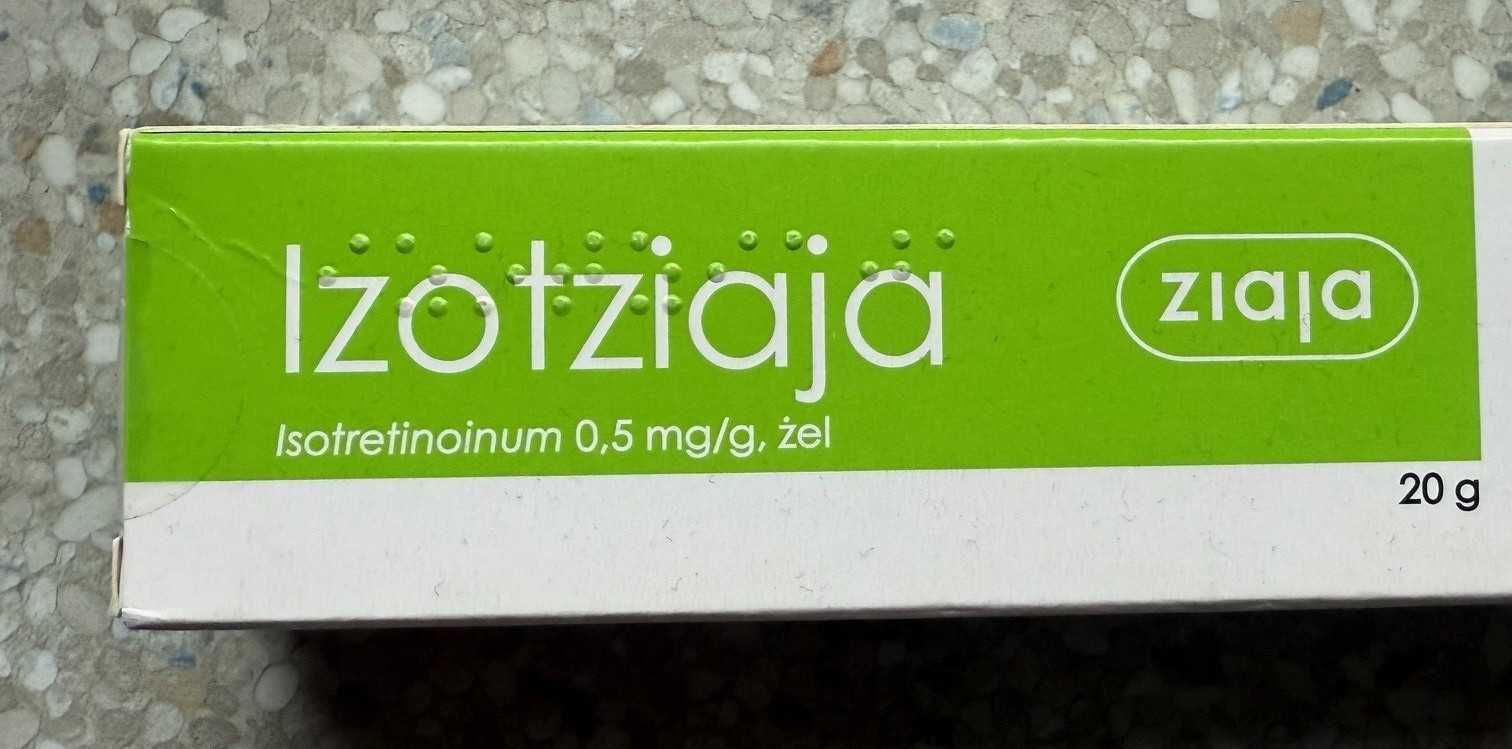 ⠊⠵⠕⠞⠵⠊⠁⠚⠁
Izotziaja
ziaja
Isotretinoinum 0,5 mg/g, żel
20 g